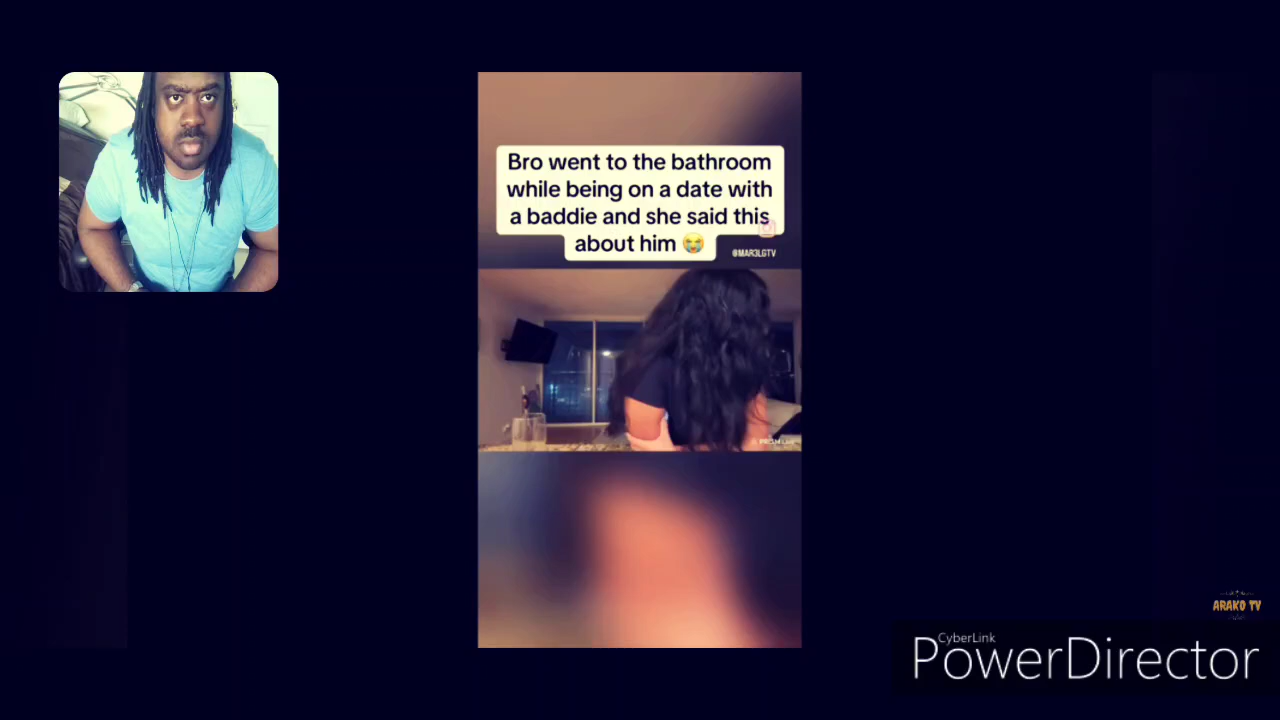 Bro went to the bathroom
while being on a date with
a baddie and she said this
about him 😭
@MAR3LGTV
ARAKO TV
CyberLink
PowerDirector